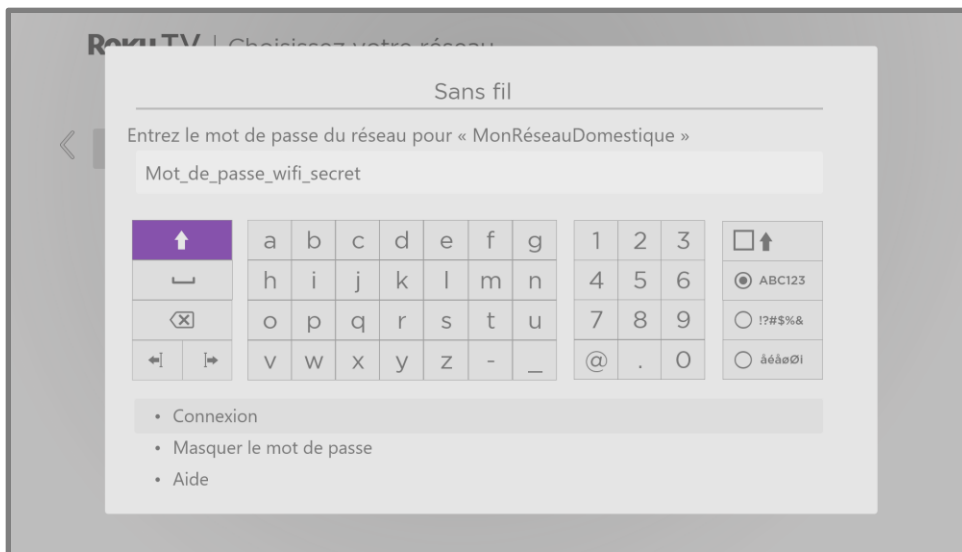 Roku TV | Choisissez votre réseau
Sans fil
Entrez le mot de passe du réseau pour « MonRéseauDomestique »
Mot_de_passe_wifi_secret
a b c d e f g 1 2 3
h i j k l m n 4 5 6 ABC123
o p q r s t u 7 8 9 !?#$%&
v w x y z - _ @ . 0 åéåøØi
• Connexion
• Masquer le mot de passe
• Aide